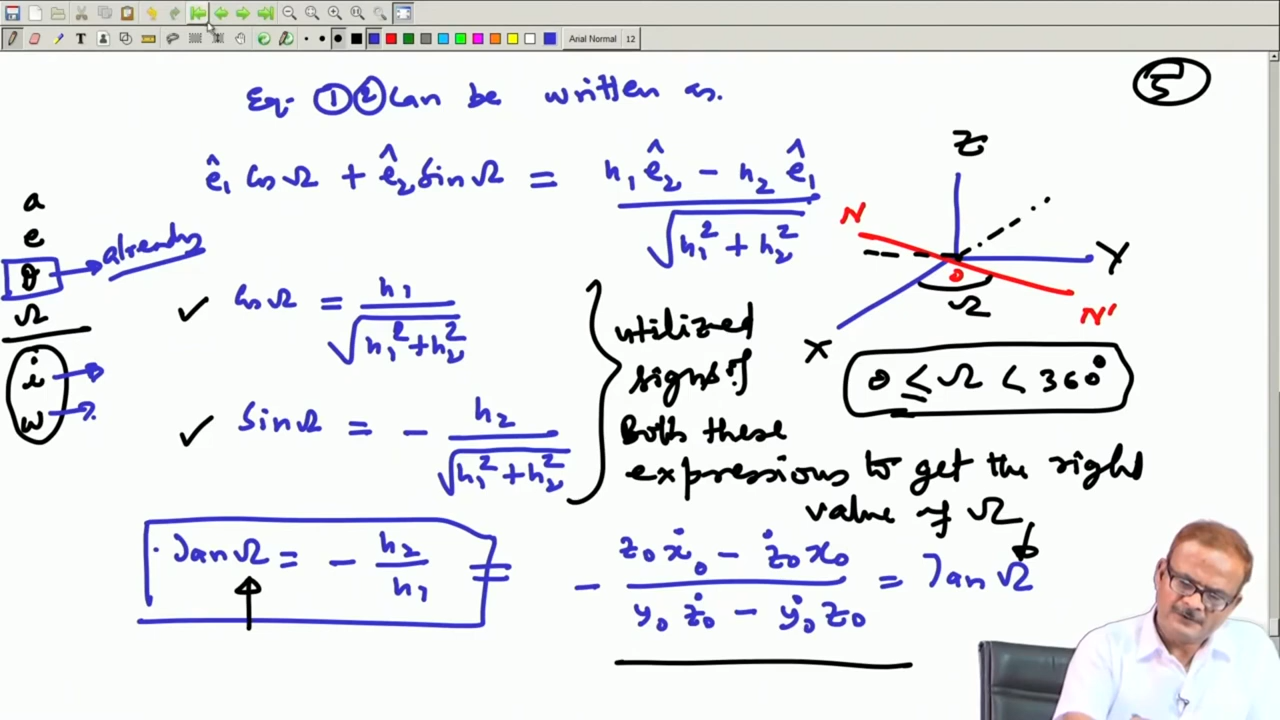 Arial Normal 12
5
Eq. ① ② Can be written as.
ê₁ cos Ω + ê₂ sin Ω = (h₁ ê₂ − h₂ ê₁) / √(h₁² + h₂²)
a
e
θ → already
Ω
i →
ω →
✓ cos Ω = h₁ / √(h₁² + h₂²)
✓ sin Ω = − h₂ / √(h₁² + h₂²)
utilized
signs of
Both these
expressions to get the right
value of Ω
Z
N
Y
O
Ω
N'
X
0 ≤ Ω < 360°
Tan Ω = − h₂ / h₁ =
− (z₀ ẋ₀ − ż₀ x₀) / (y₀ ż₀ − ẏ₀ z₀) = Tan Ω